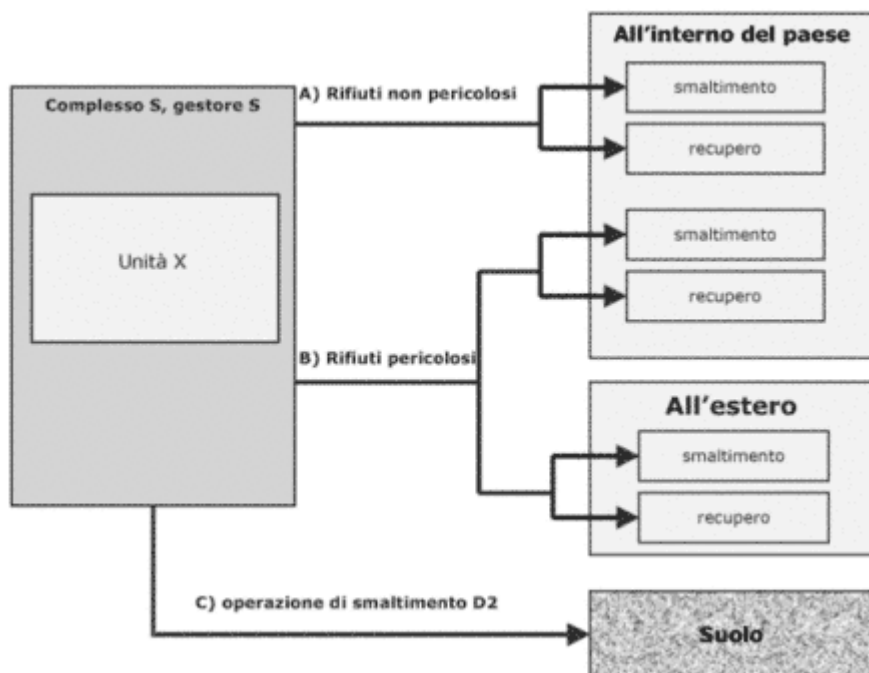 All'interno del paese
A) Rifiuti non pericolosi
smaltimento
Complesso S, gestore S
recupero
smaltimento
Unità X
recupero
B) Rifiuti pericolosi
All'estero
smaltimento
recupero
C) operazione di smaltimento D2
Suolo